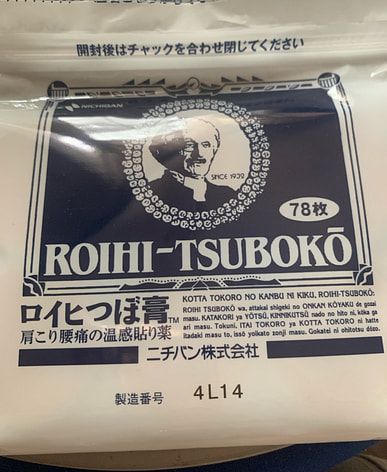 開封後はチャックを合わせ閉じてください
NICHIBAN
SINCE 1932
78枚
ROIHI-TSUBOKŌ
ロイヒつぼ膏™
肩こり腰痛の温感貼り薬
KOTTA TOKORO NO KANBU NI KIKU, ROIHI-TSUBOKŌ:
ROIHI TSUBOKŌ wa, attakai shigeki no ONKAN KŌYAKU de gozai
masu. KATAKORI ya YŌTSŪ, KINNIKUTSŪ nado no hito ni, kōka ga
ari masu. Tokuni, ITAI TOKORO ya KOTTA TOKORO ni hatte
itadaki masu to, isso yoikato zonji masu. Gokatei ni ohitotsu dōzo.
ニチバン株式会社
製造番号 4L14